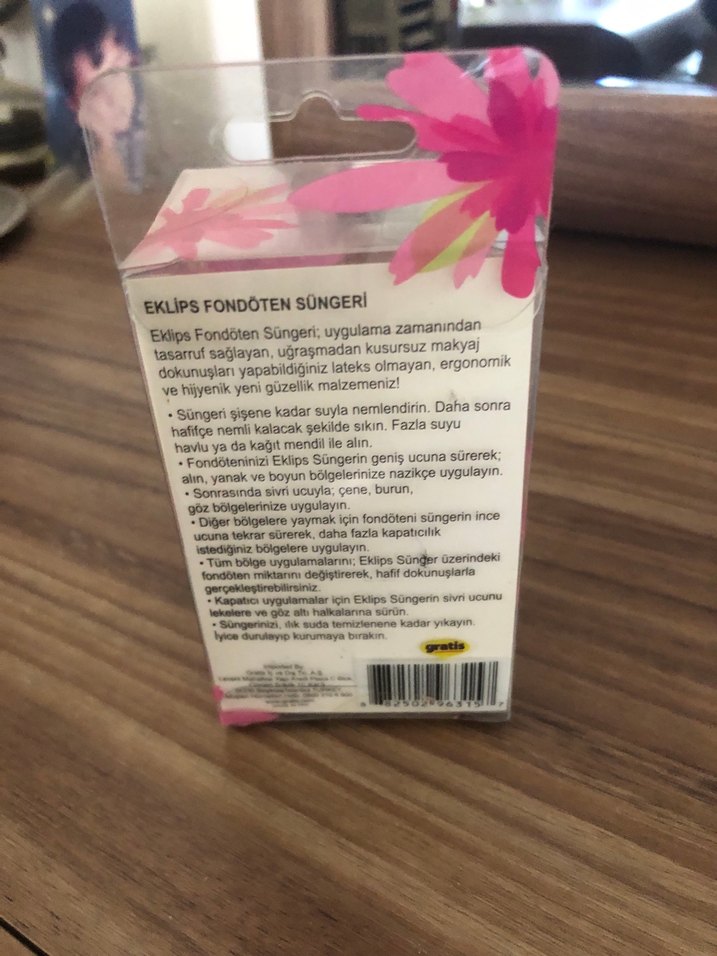 EKLİPS FONDÖTEN SÜNGERİ
Eklips Fondöten Süngeri; uygulama zamanından
tasarruf sağlayan, uğraşmadan kusursuz makyaj
dokunuşları yapabildiğiniz lateks olmayan, ergonomik
ve hijyenik yeni güzellik malzemeniz!
• Süngeri şişene kadar suyla nemlendirin. Daha sonra
hafifçe nemli kalacak şekilde sıkın. Fazla suyu
havlu ya da kağıt mendil ile alın.
• Fondöteninizi Eklips Süngerin geniş ucuna sürerek;
alın, yanak ve boyun bölgelerinize nazikçe uygulayın.
• Sonrasında sivri ucuyla; çene, burun,
göz bölgelerinize uygulayın.
• Diğer bölgelere yaymak için fondöteni süngerin ince
ucuna tekrar sürerek, daha fazla kapatıcılık
istediğiniz bölgelere uygulayın.
• Tüm bölge uygulamalarını; Eklips Sünger üzerindeki
fondöten miktarını değiştirerek, hafif dokunuşlarla
gerçekleştirebilirsiniz.
• Kapatıcı uygulamalar için Eklips Süngerin sivri ucunu
lekelere ve göz altı halkalarına sürün.
• Süngerinizi, ılık suda temizlenene kadar yıkayın.
İyice durulayıp kurumaya bırakın.
gratis
Imported By
8 82502 96315 7